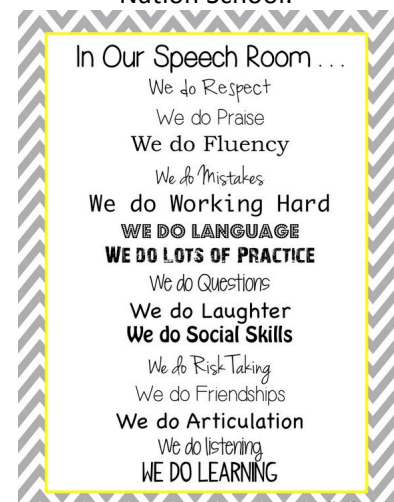 Nation School.
In Our Speech Room . . .
We do Respect
We do Praise
We do Fluency
We do Mistakes
We do Working Hard
WE DO LANGUAGE
WE DO LOTS OF PRACTICE
We do Questions
We do Laughter
We do Social Skills
We do Risk Taking
We do Friendships
We do Articulation
We do listening
WE DO LEARNING